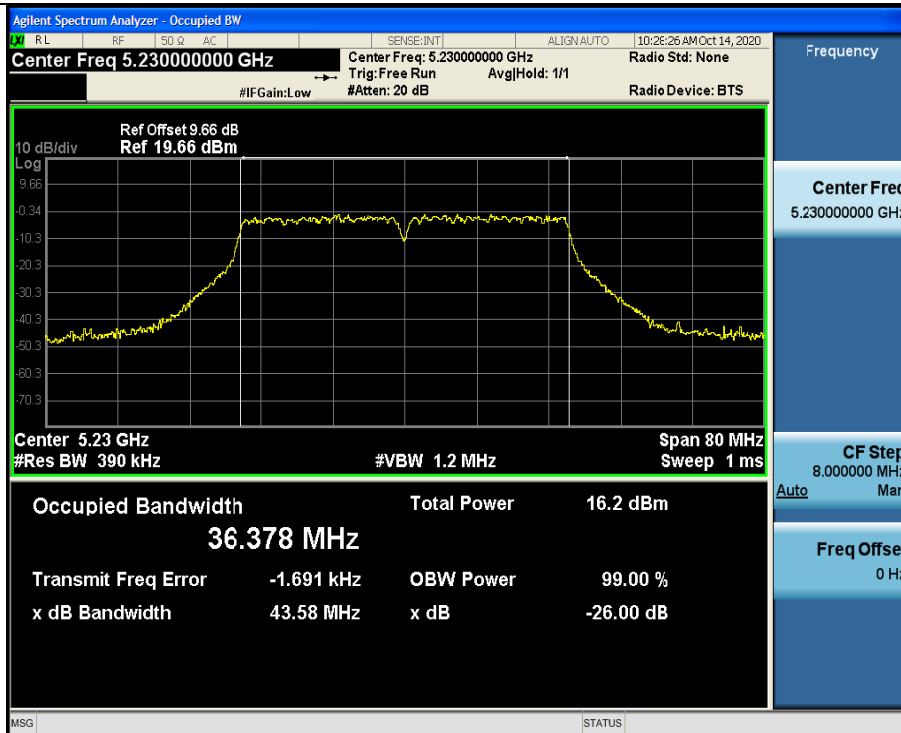 Agilent Spectrum Analyzer - Occupied BW
LXI RL RF 50 Ω AC SENSE:INT ALIGN AUTO 10:28:26 AM Oct 14, 2020
Center Freq 5.230000000 GHz
Center Freq: 5.230000000 GHz
Radio Std: None
Trig: Free Run Avg|Hold: 1/1
#IFGain:Low #Atten: 20 dB Radio Device: BTS
Frequency
Ref Offset 9.66 dB
10 dB/div Ref 19.66 dBm
Log
9.66
-0.34
-10.3
-20.3
-30.3
-40.3
-50.3
-60.3
-70.3
Center 5.23 GHz Span 80 MHz
#Res BW 390 kHz #VBW 1.2 MHz Sweep 1 ms
Occupied Bandwidth Total Power 16.2 dBm
36.378 MHz
Transmit Freq Error -1.691 kHz OBW Power 99.00 %
x dB Bandwidth 43.58 MHz x dB -26.00 dB
Center Freq
5.230000000 GHz
CF Step
8.000000 MHz
Auto Man
Freq Offse
0 Hz
MSG STATUS